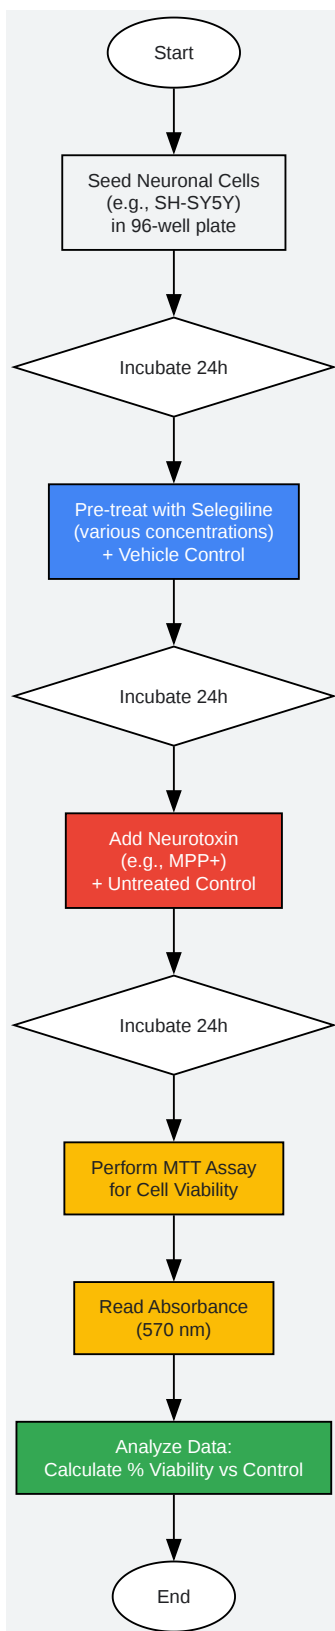 Start
Seed Neuronal Cells
(e.g., SH-SY5Y)
in 96-well plate
Incubate 24h
Pre-treat with Selegiline
(various concentrations)
+ Vehicle Control
Incubate 24h
Add Neurotoxin
(e.g., MPP+)
+ Untreated Control
Incubate 24h
Perform MTT Assay
for Cell Viability
Read Absorbance
(570 nm)
Analyze Data:
Calculate % Viability vs Control
End